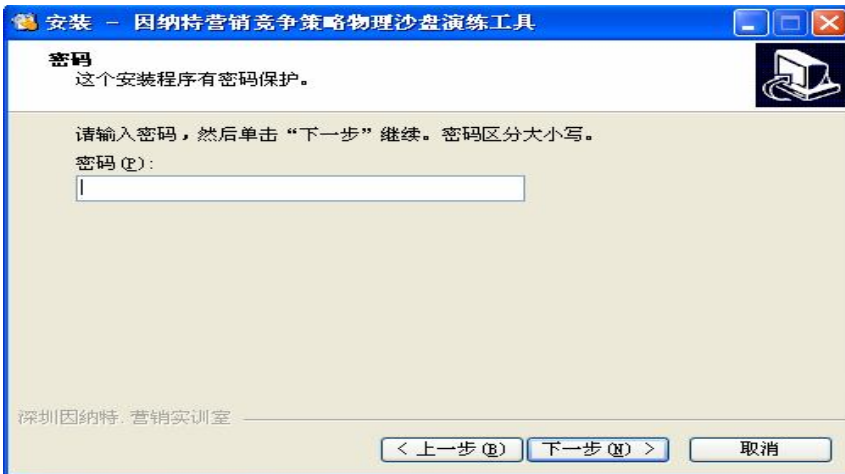 安装 - 因纳特营销竞争策略物理沙盘演练工具
密码
这个安装程序有密码保护。
请输入密码，然后单击“下一步”继续。密码区分大小写。
密码(P):
深圳因纳特.营销实训室
< 上一步(B)
下一步(N) >
取消